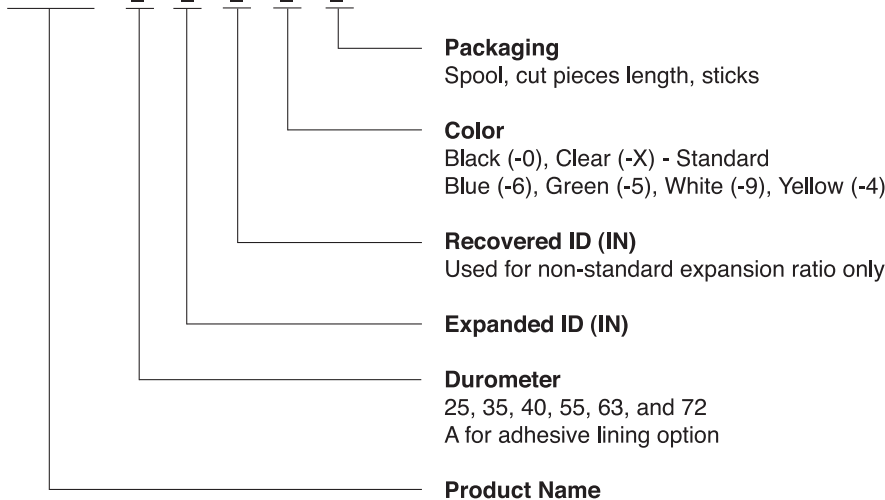 Packaging
Spool, cut pieces length, sticks
Color
Black (-0), Clear (-X) - Standard
Blue (-6), Green (-5), White (-9), Yellow (-4)
Recovered ID (IN)
Used for non-standard expansion ratio only
Expanded ID (IN)
Durometer
25, 35, 40, 55, 63, and 72
A for adhesive lining option
Product Name